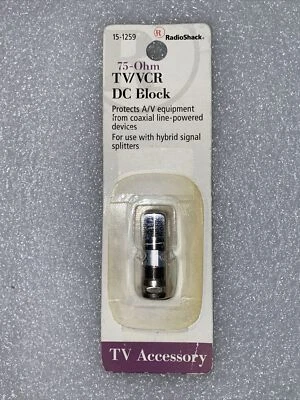 15-1259
R RadioShack.
75-Ohm
TV/VCR
DC Block
Protects A/V equipment
from coaxial line-powered
devices
For use with hybrid signal
splitters
TV Accessory